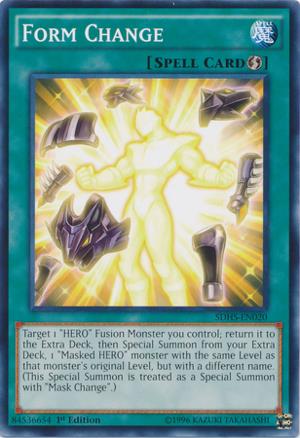 Form Change
[Spell Card]
SDHS-EN020
Target 1 "HERO" Fusion Monster you control; return it
to the Extra Deck, then Special Summon from your Extra
Deck, 1 "Masked HERO" monster with the same Level as
that monster's original Level, but with a different name.
(This Special Summon is treated as a Special Summon
with "Mask Change".)
84536654 1st Edition ©1996 KAZUKI TAKAHASHI